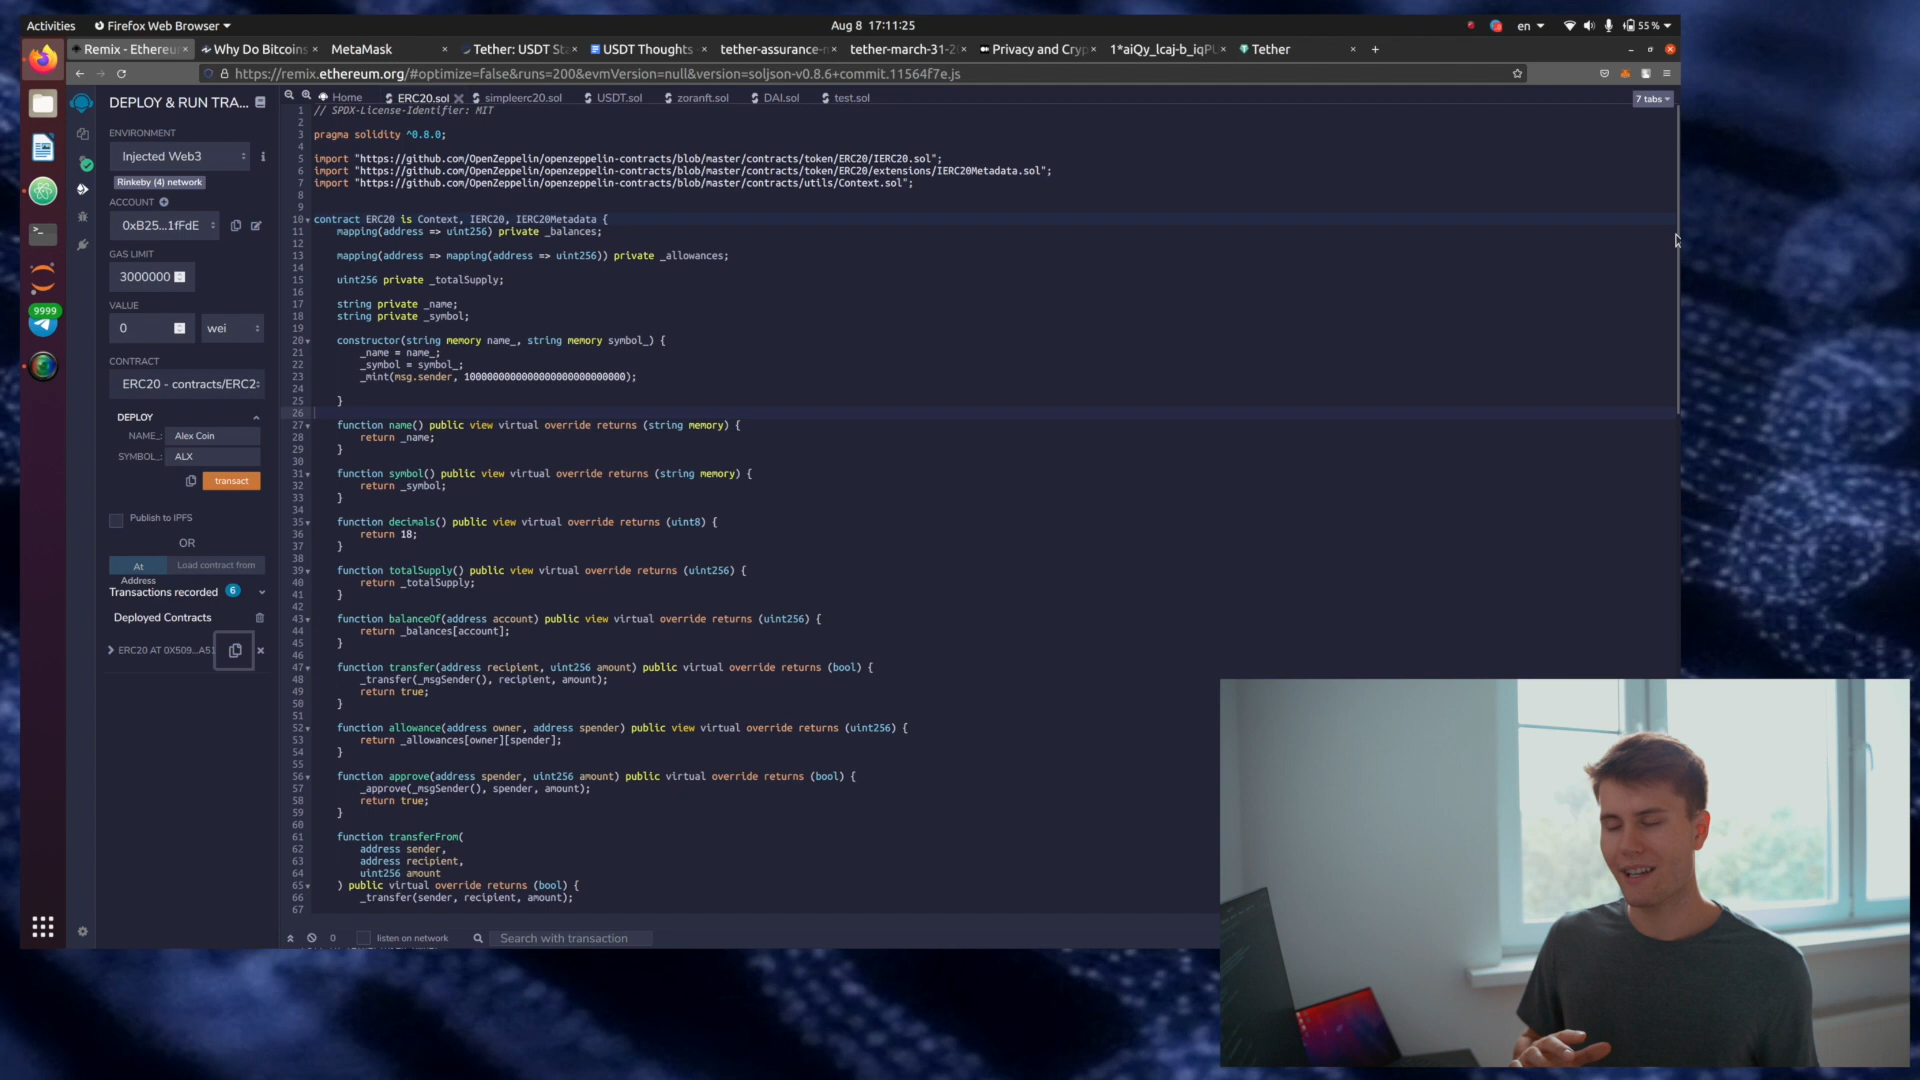 Activities
Firefox Web Browser
Aug 8 17:11:25
en
55 %
Why Do Bitcoins
MetaMask
Tether: USDT Sta
USDT Thoughts
tether-assurance-
tether-march-31-2
Privacy and Cryp
Tether
https://remix.ethereum.org/#optimize=false&runs=200&evmVersion=null&version=soljson-v0.8.6+commit.11564f7e.js
DEPLOY & RUN TRA...
Home
ERC20.sol
simpleerc20.sol
USDT.sol
zoranft.sol
DAI.sol
test.sol
7 tabs
ENVIRONMENT
Injected Web3
Rinkeby (4) network
ACCOUNT
0xB25...1fFdE
GAS LIMIT
3000000
VALUE
0
wei
CONTRACT
ERC20 - contracts/ERC2
DEPLOY
NAME_:
Alex Coin
SYMBOL_:
ALX
transact
Publish to IPFS
OR
At
Address
Load contract from
Transactions recorded 6
Deployed Contracts
ERC20 AT 0X509...A51
9999
1 // SPDX-License-Identifier: MIT
2
3 pragma solidity ^0.8.0;
4
5 import "https://github.com/OpenZeppelin/openzeppelin-contracts/blob/master/contracts/token/ERC20/IERC20.sol";
6 import "https://github.com/OpenZeppelin/openzeppelin-contracts/blob/master/contracts/token/ERC20/extensions/IERC20Metadata.sol";
7 import "https://github.com/OpenZeppelin/openzeppelin-contracts/blob/master/contracts/utils/Context.sol";
8
9
10 contract ERC20 is Context, IERC20, IERC20Metadata {
11 mapping(address => uint256) private _balances;
12
13 mapping(address => mapping(address => uint256)) private _allowances;
14
15 uint256 private _totalSupply;
16
17 string private _name;
18 string private _symbol;
19
20 constructor(string memory name_, string memory symbol_) {
21 _name = name_;
22 _symbol = symbol_;
23 _mint(msg.sender,
24
25 }
26
27 function name() public view virtual override returns (string memory) {
28 return _name;
29 }
30
31 function symbol() public view virtual override returns (string memory) {
32 return _symbol;
33 }
34
35 function decimals() public view virtual override returns (uint8) {
36 return 18;
37 }
38
39 function totalSupply() public view virtual override returns (uint256) {
40 return _totalSupply;
41 }
42
43 function balanceOf(address account) public view virtual override returns (uint256) {
44 return _balances[account];
45 }
46
47 function transfer(address recipient, uint256 amount) public virtual override returns (bool) {
48 _transfer(_msgSender(), recipient, amount);
49 return true;
50 }
51
52 function allowance(address owner, address spender) public view virtual override returns (uint256) {
53 return _allowances[owner][spender];
54 }
55
56 function approve(address spender, uint256 amount) public virtual override returns (bool) {
57 _approve(_msgSender(), spender, amount);
58 return true;
59 }
60
61 function transferFrom(
62 address sender,
63 address recipient,
64 uint256 amount
65 ) public virtual override returns (bool) {
66 _transfer(sender, recipient, amount);
67
0
listen on network
Search with transaction